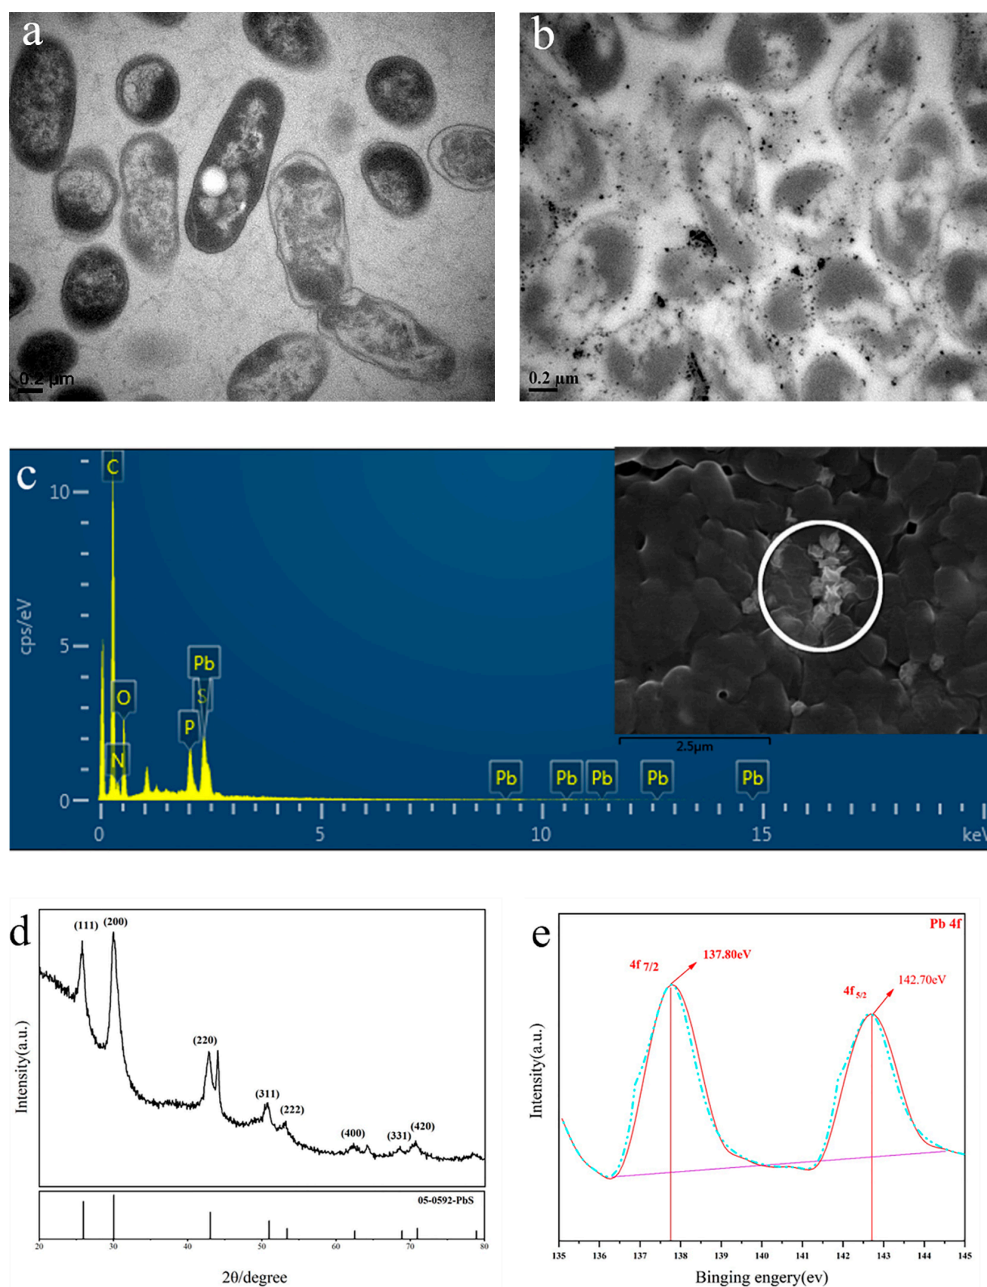 a
0.2 μm
b
0.2 μm
c
cps/eV
10
5
0
C
O
N
P
Pb
S
Pb
Pb
Pb
Pb
Pb
0
5
10
15
keV
2.5μm
d
(111)
(200)
(220)
(311)
(222)
(400)
(331)
(420)
Intensity(a.u.)
05-0592-PbS
20
30
40
50
60
70
80
2θ/degree
e
Pb 4f
4f 7/2
137.80eV
4f 5/2
142.70eV
Intensity(a.u.)
135
136
137
138
139
140
141
142
143
144
145
Binging engery(ev)